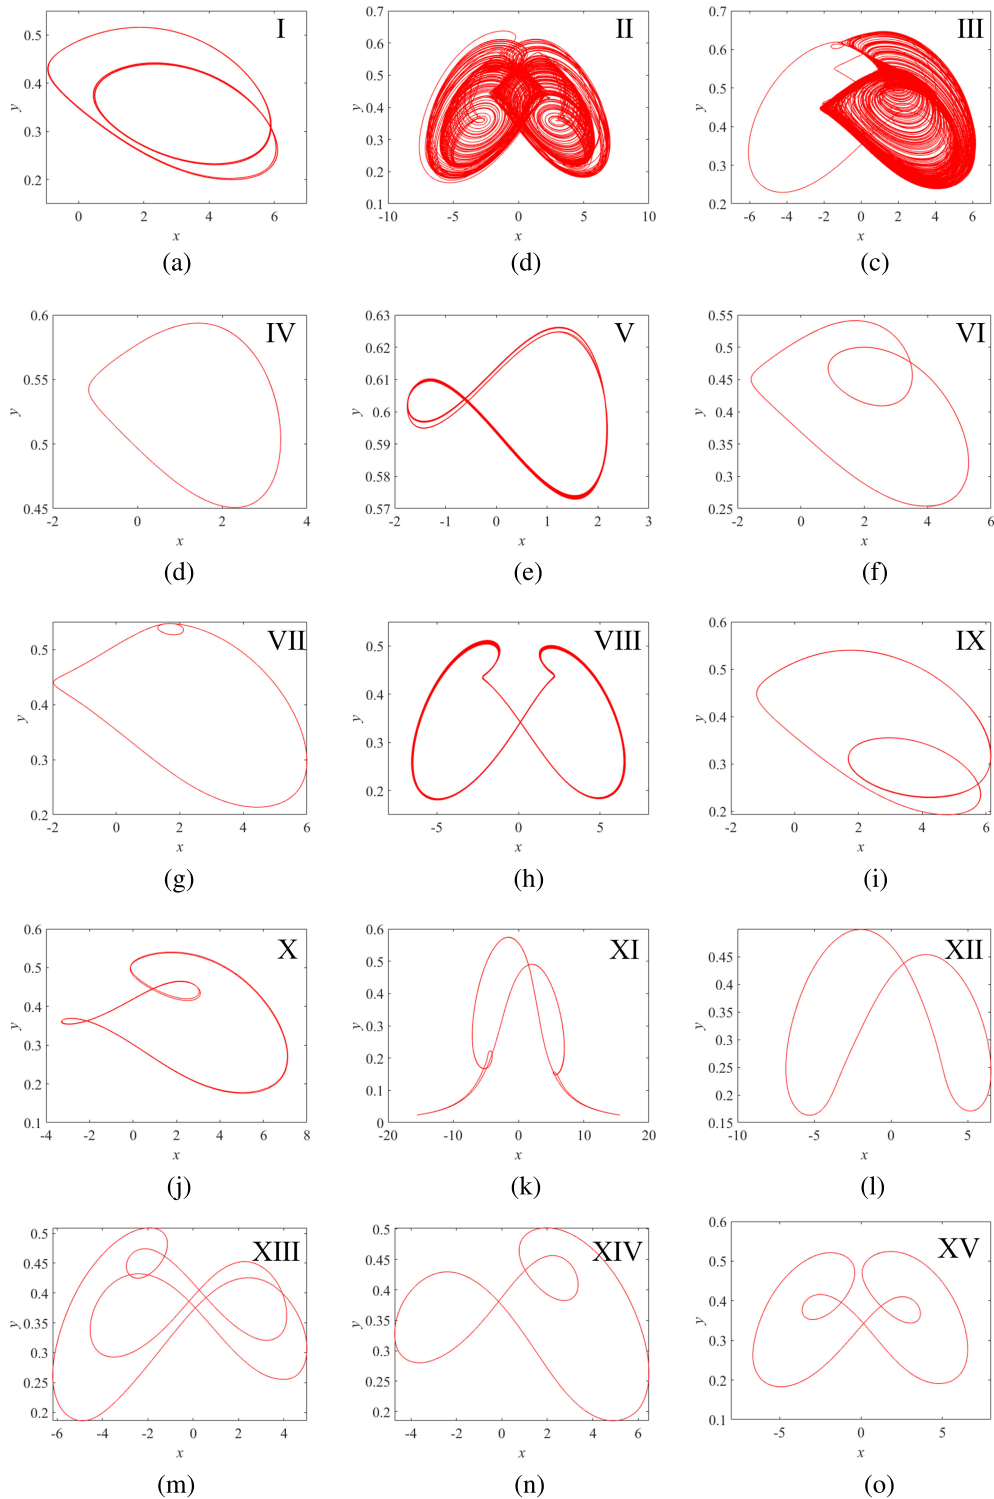 I
0.5
0.4
0.3
0.2
y
0
2
4
6
x
(a)
II
0.7
0.6
0.5
0.4
0.3
0.2
0.1
y
-10
-5
0
5
10
x
(d)
III
0.7
0.6
0.5
0.4
0.3
0.2
y
-6
-4
-2
0
2
4
6
x
(c)
IV
0.6
0.55
0.5
0.45
y
-2
0
2
4
x
(d)
V
0.63
0.62
0.61
0.6
0.59
0.58
0.57
y
-2
-1
0
1
2
3
x
(e)
VI
0.55
0.5
0.45
0.4
0.35
0.3
0.25
y
-2
0
2
4
6
x
(f)
VII
0.5
0.4
0.3
0.2
y
-2
0
2
4
6
x
(g)
VIII
0.5
0.4
0.3
0.2
y
-5
0
5
x
(h)
IX
0.6
0.5
0.4
0.3
0.2
y
-2
0
2
4
6
x
(i)
X
0.6
0.5
0.4
0.3
0.2
0.1
y
-4
-2
0
2
4
6
8
x
(j)
XI
0.6
0.5
0.4
0.3
0.2
0.1
0
y
-20
-10
0
10
20
x
(k)
XII
0.45
0.4
0.35
0.3
0.25
0.2
0.15
y
-10
-5
0
5
x
(l)
XIII
0.5
0.45
0.4
0.35
0.3
0.25
0.2
y
-6
-4
-2
0
2
4
x
(m)
XIV
0.5
0.45
0.4
0.35
0.3
0.25
0.2
y
-4
-2
0
2
4
6
x
(n)
XV
0.6
0.5
0.4
0.3
0.2
0.1
y
-5
0
5
x
(o)